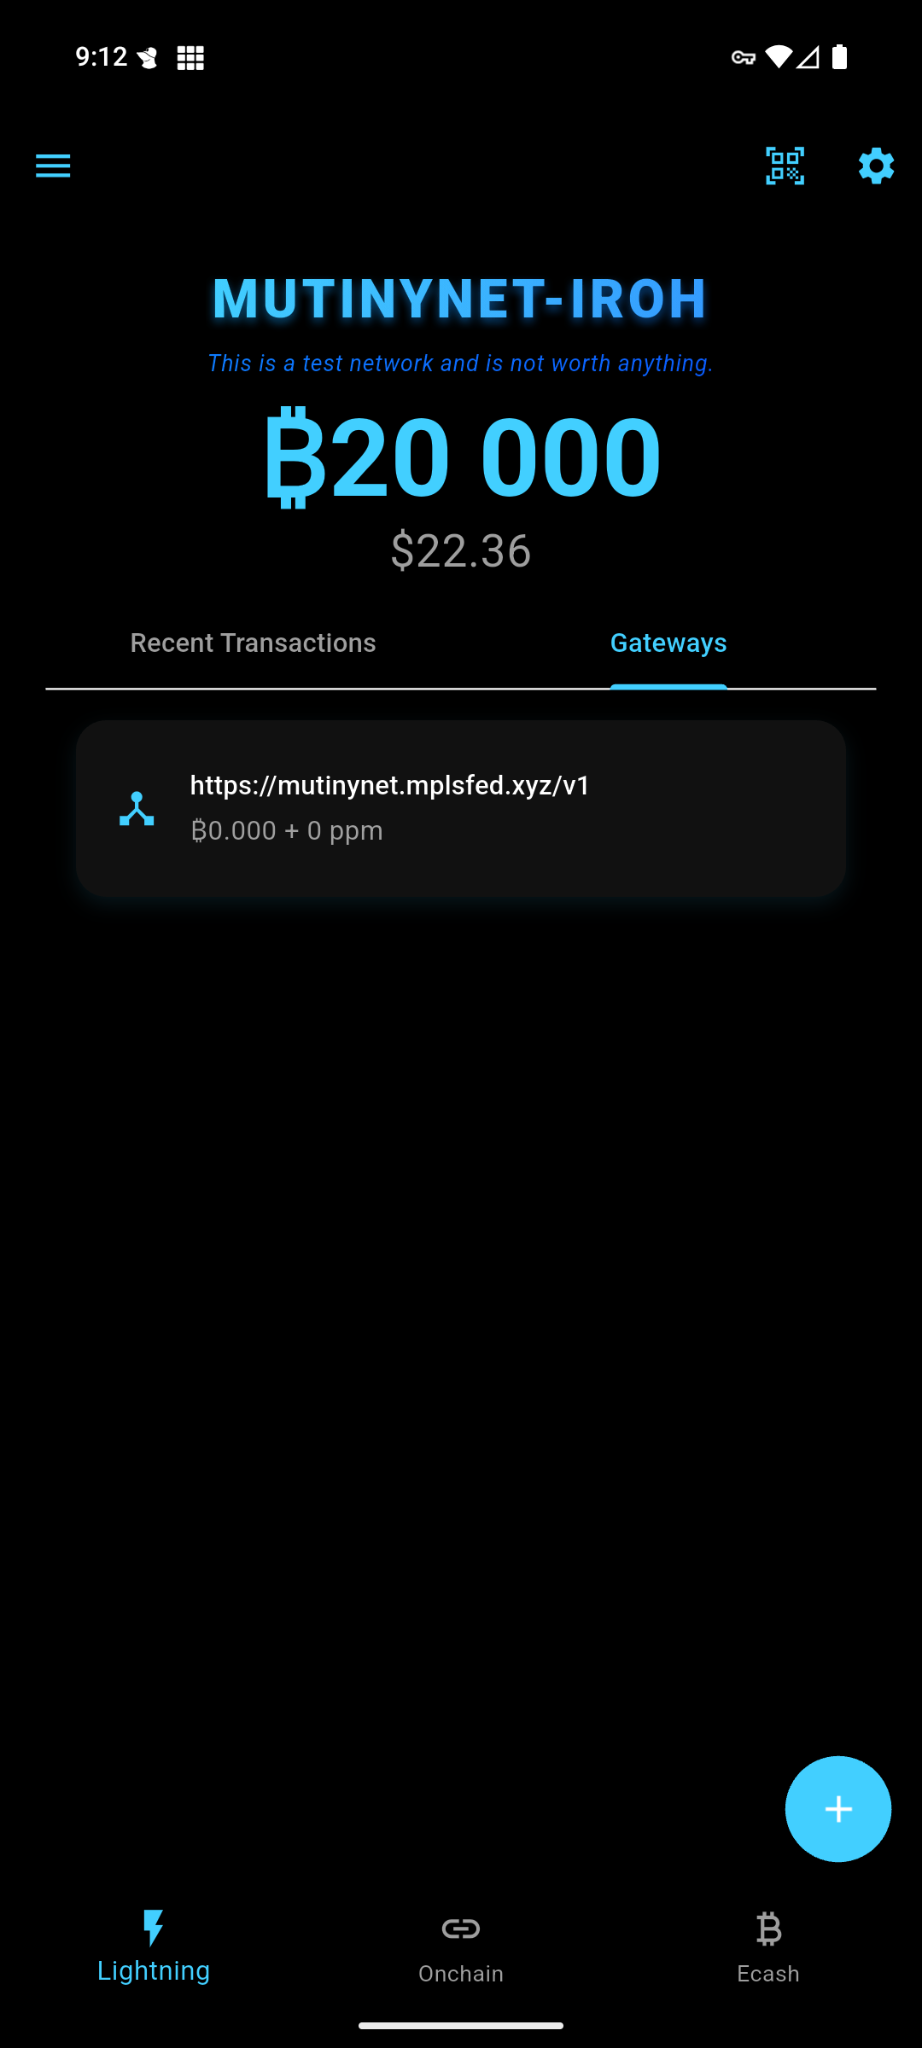 9:12
MUTINYNET-IROH
This is a test network and is not worth anything.
₿20 000
$22.36
Recent Transactions
Gateways
https://mutinynet.mplsfed.xyz/v1
₿0.000 + 0 ppm
Lightning
Onchain
Ecash